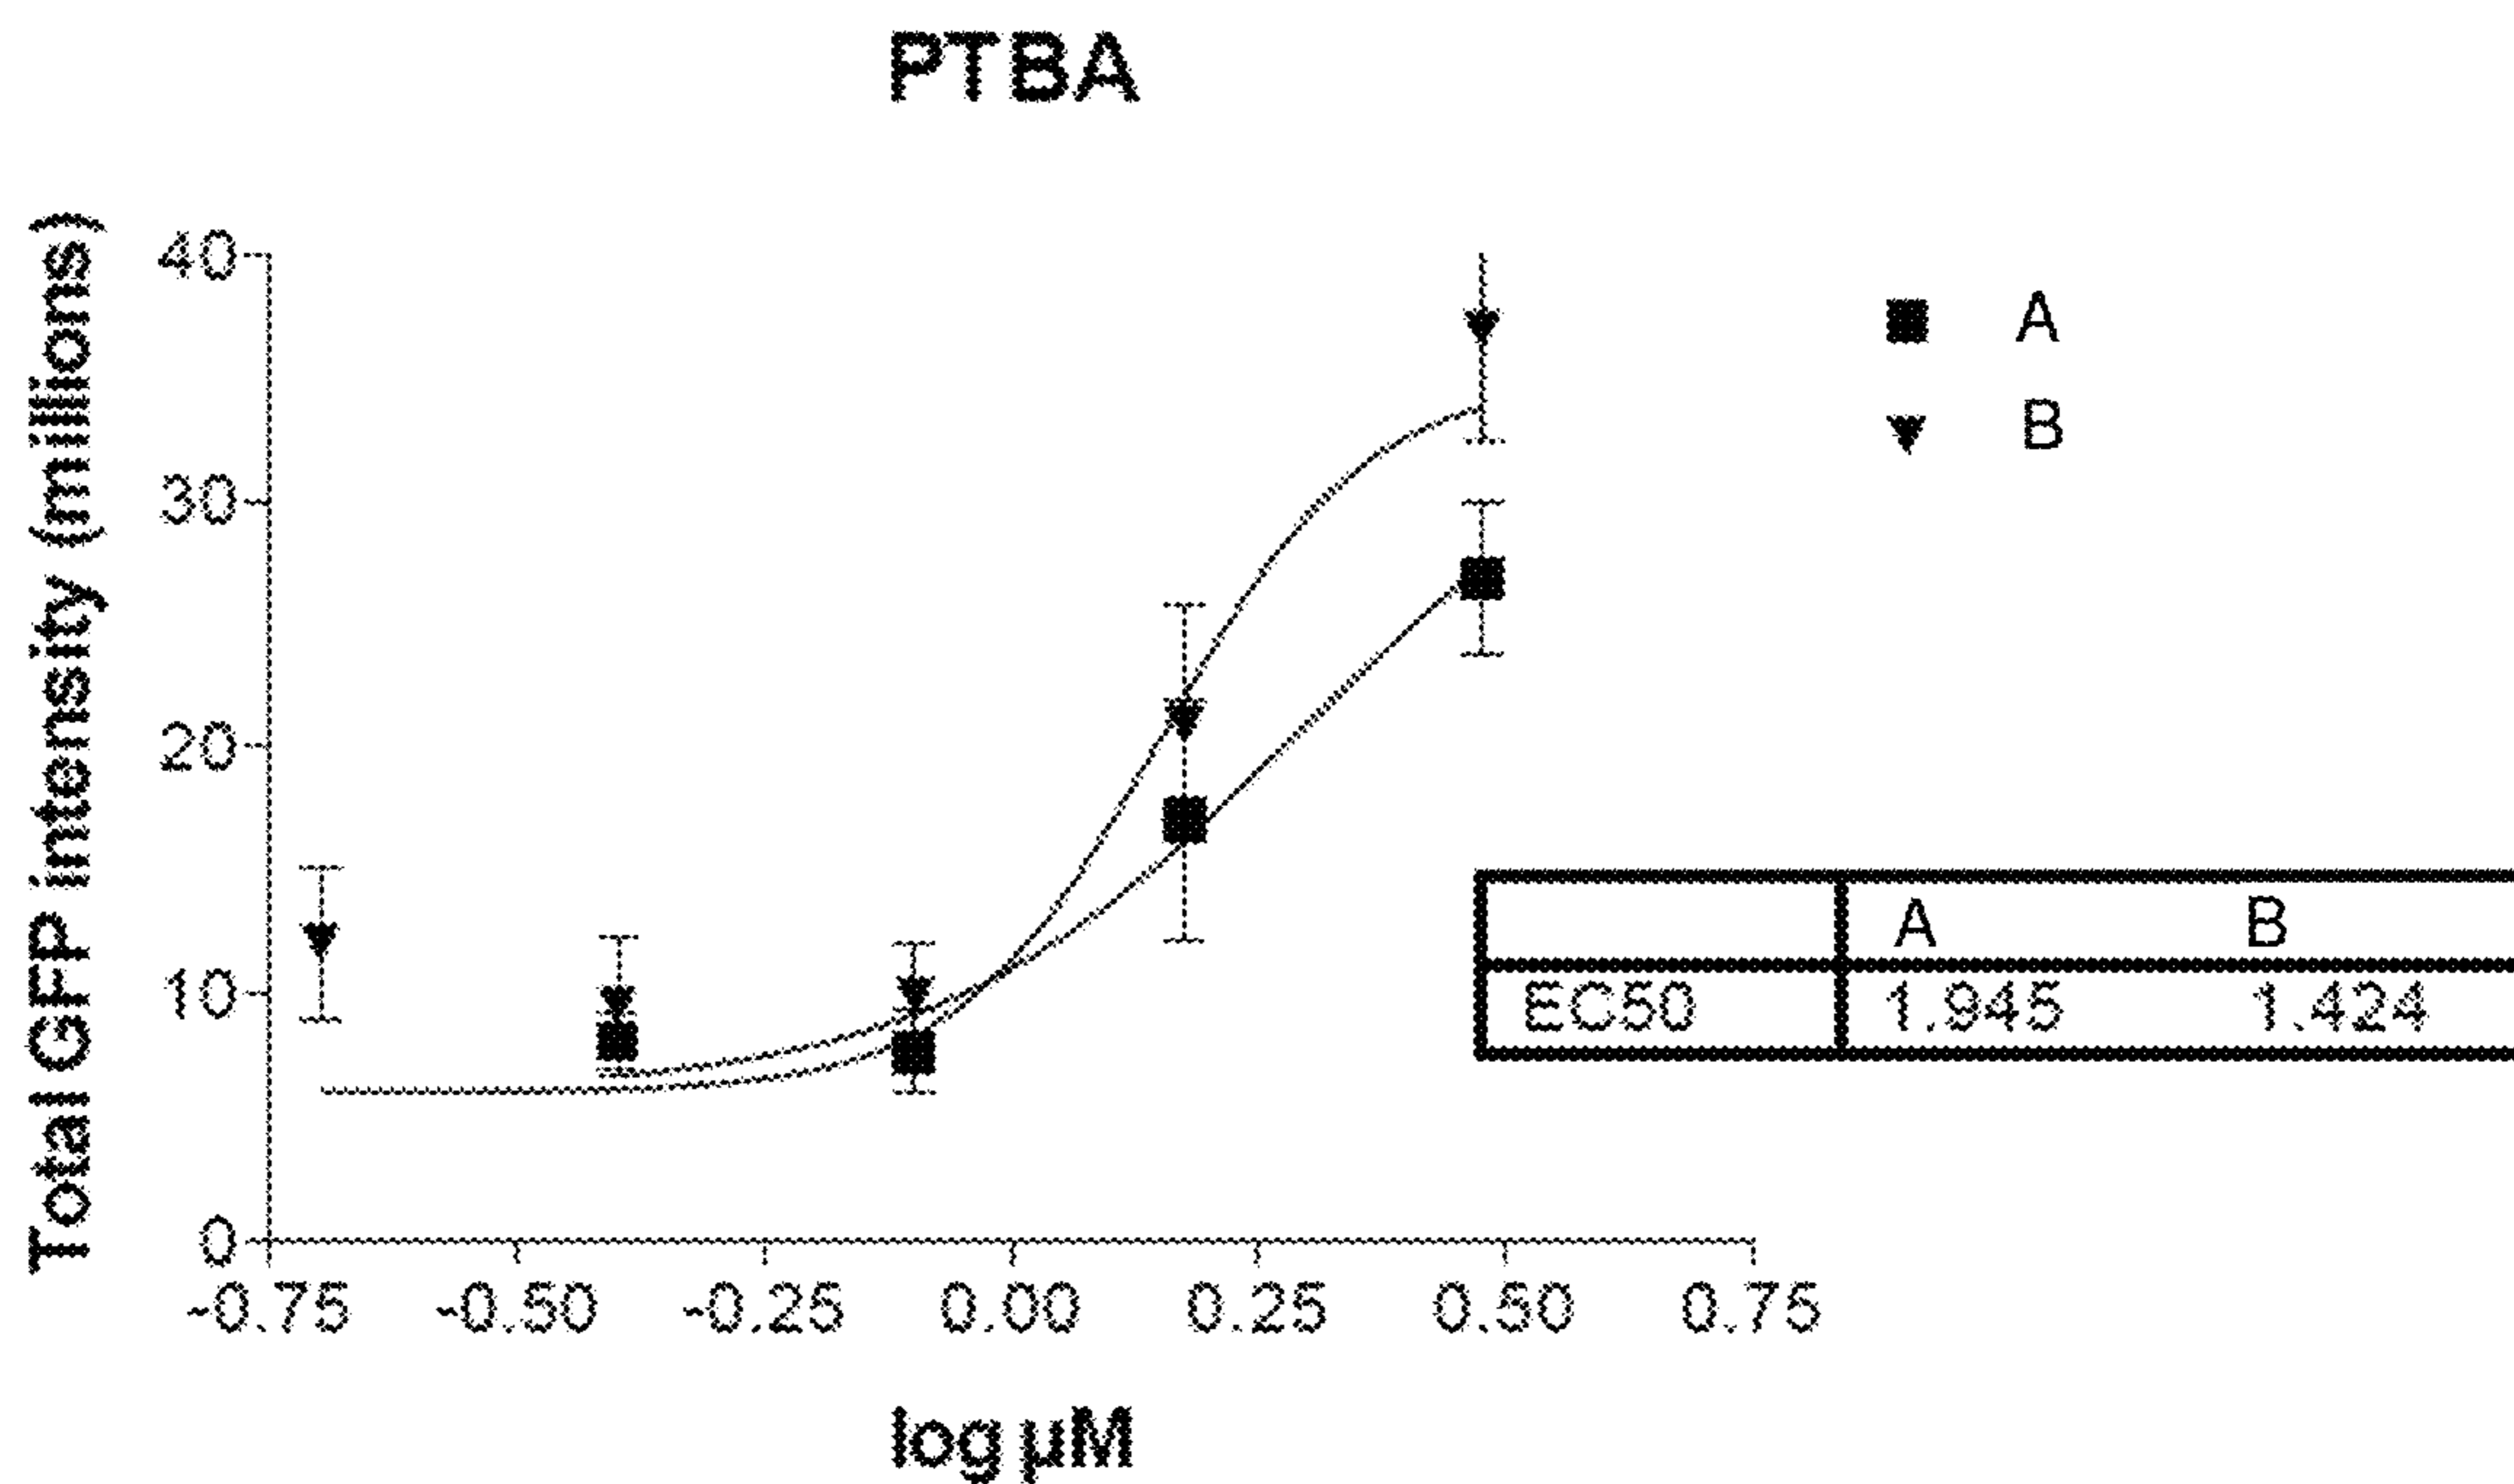 PTBA
Total GFP intensity (millions)
40
30
20
10
0
-0.75 -0.50 -0.25 0.00 0.25 0.50 0.75
log µM
A
B
A B
EC50 1.945 1.424